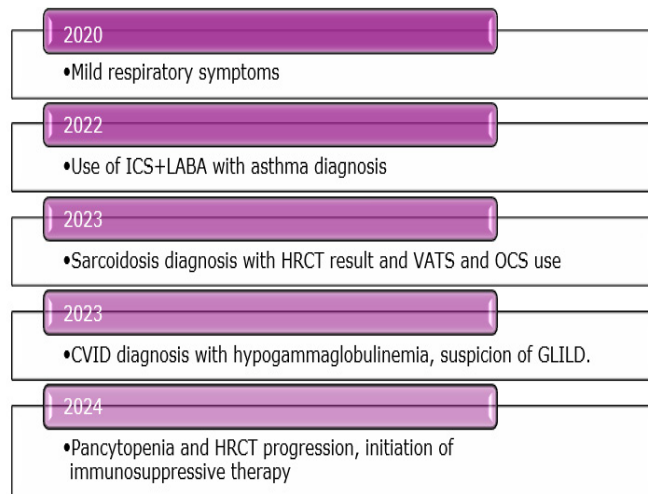 2020
•Mild respiratory symptoms
2022
•Use of ICS+LABA with asthma diagnosis
2023
•Sarcoidosis diagnosis with HRCT result and VATS and OCS use
2023
•CVID diagnosis with hypogammaglobulinemia, suspicion of GLILD.
2024
•Pancytopenia and HRCT progression, initiation of
immunosuppressive therapy